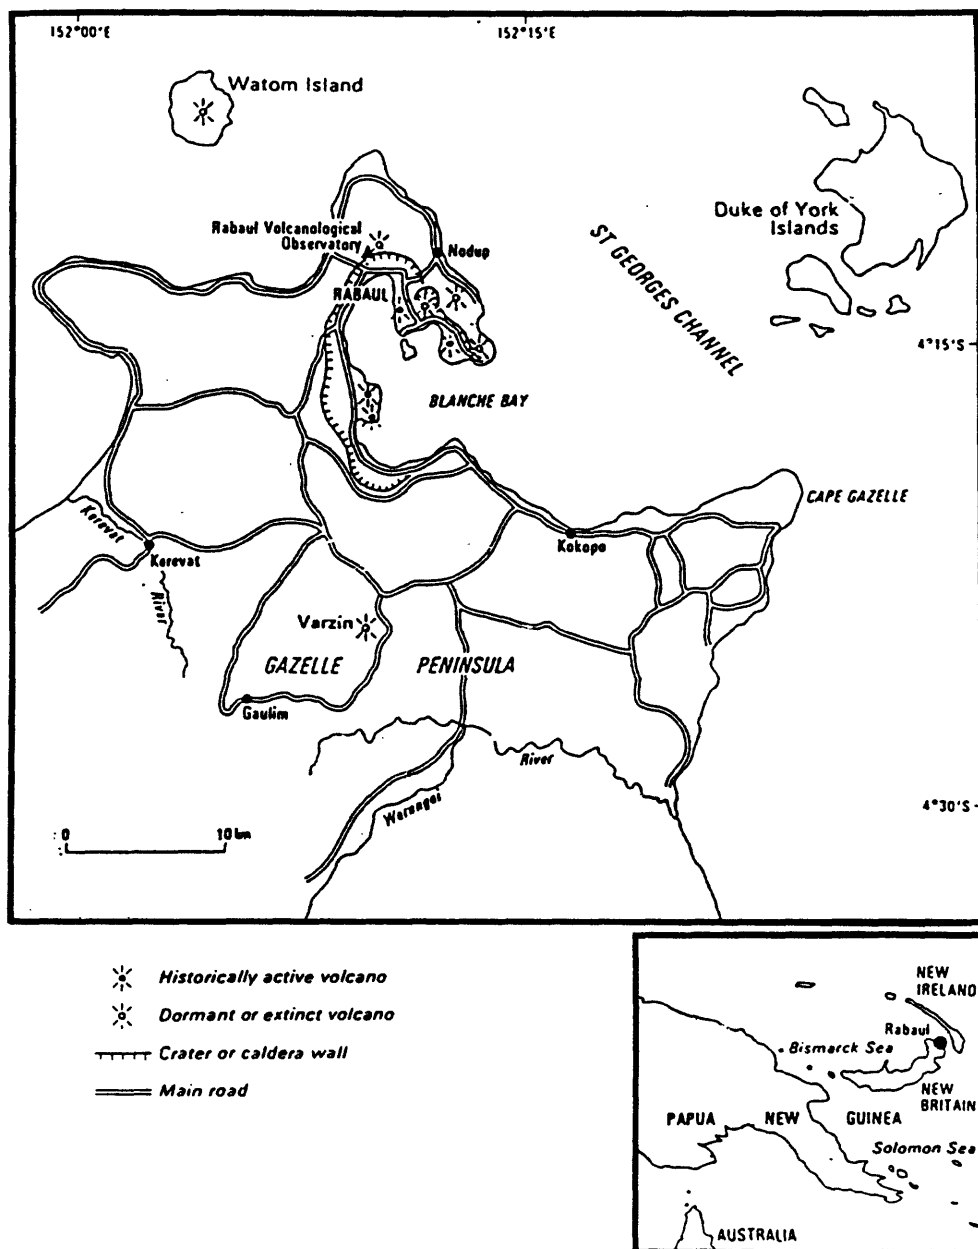 152°00'E
152°15'E
Watom Island
Duke of York
Islands
Rabaul Volcanological
Observatory
Nodup
ST GEORGES CHANNEL
RABAUL
4°15'S
BLANCHE BAY
CAPE GAZELLE
Kerevat
Kokopo
Kerevat
River
Varzin
GAZELLE PENINSULA
Gaulim
River
Warangoi
4°30'S
0 10 km
Historically active volcano
Dormant or extinct volcano
Crater or caldera wall
Main road
NEW
IRELAND
Rabaul
Bismarck Sea
NEW
BRITAIN
PAPUA NEW GUINEA
Solomon Sea
AUSTRALIA